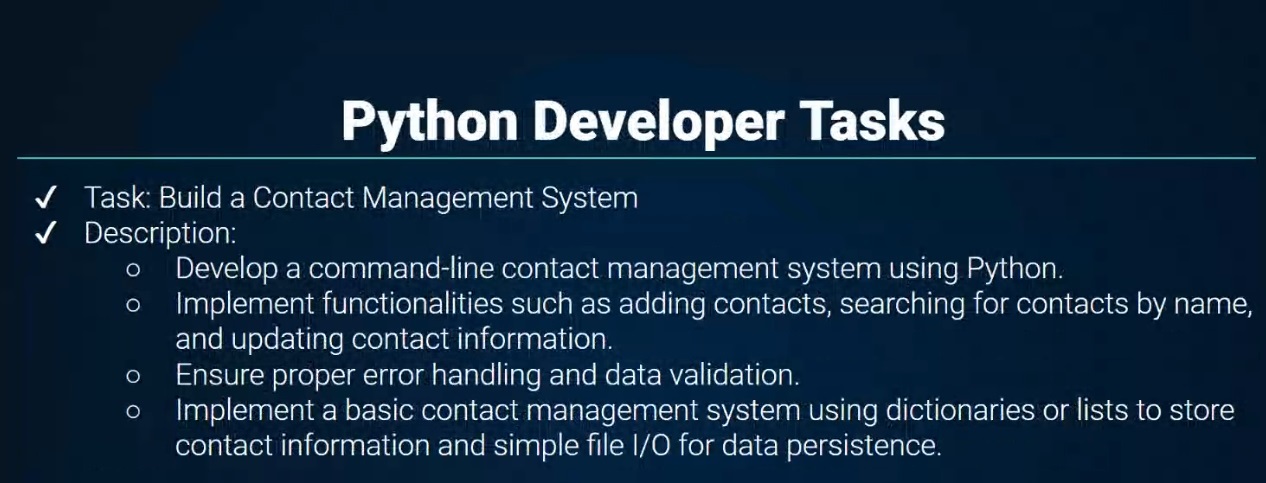 Python Developer Tasks
✓ Task: Build a Contact Management System
✓ Description:
○ Develop a command-line contact management system using Python.
○ Implement functionalities such as adding contacts, searching for contacts by name,
and updating contact information.
○ Ensure proper error handling and data validation.
○ Implement a basic contact management system using dictionaries or lists to store
contact information and simple file I/O for data persistence.